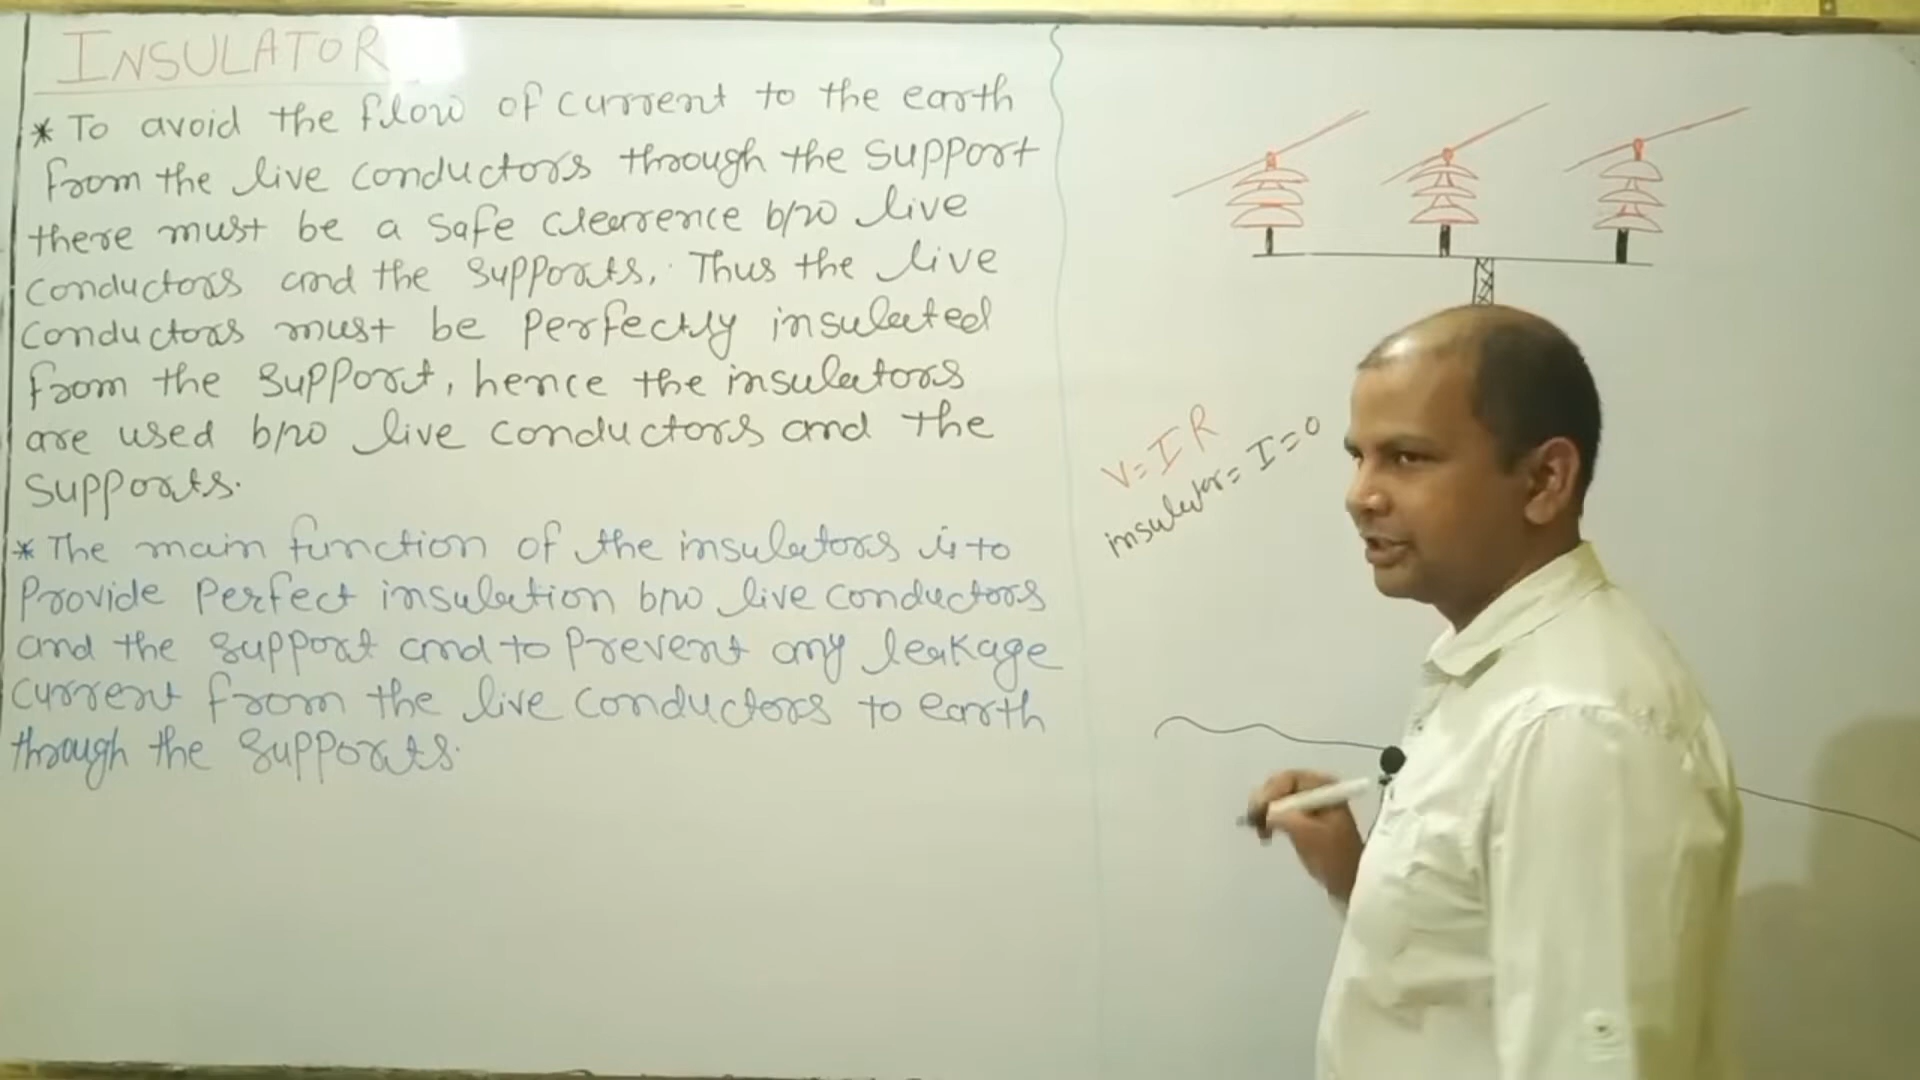 INSULATOR
* To avoid the flow of current to the earth
from the live conductors through the support
there must be a safe clearence b/w live
conductors and the supports. Thus the live
conductors must be perfectly insulated
from the support, hence the insulators
are used b/w live conductors and the
supports.
* The main function of the insulators is to
Provide perfect insulation b/w live conductors
and the support and to prevent any leakage
current from the live conductors to earth
through the supports.
V=IR
insulator= I=0